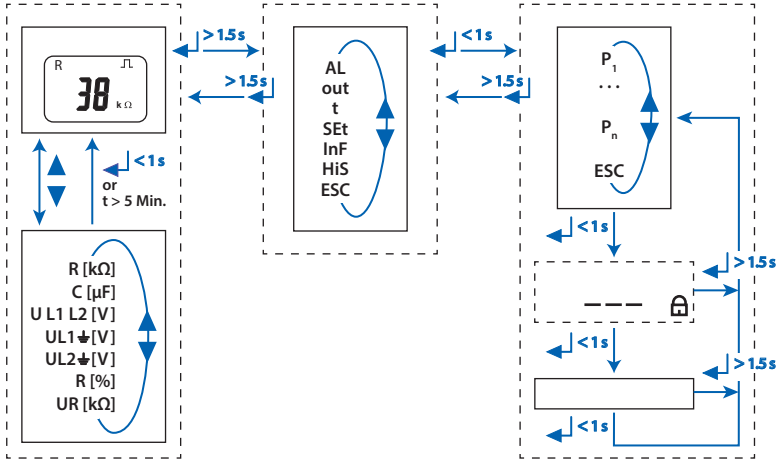 R
38 kΩ
> 1.5 s
> 1.5 s
< 1 s
or
t > 5 Min.
R [kΩ]
C [µF]
U L1 L2 [V]
UL1⏚[V]
UL2⏚[V]
R [%]
UR [kΩ]
AL
out
t
SEt
InF
HiS
ESC
< 1 s
> 1.5 s
P₁
...
Pₙ
ESC
< 1 s
> 1.5 s
– – –
< 1 s
> 1.5 s
< 1 s